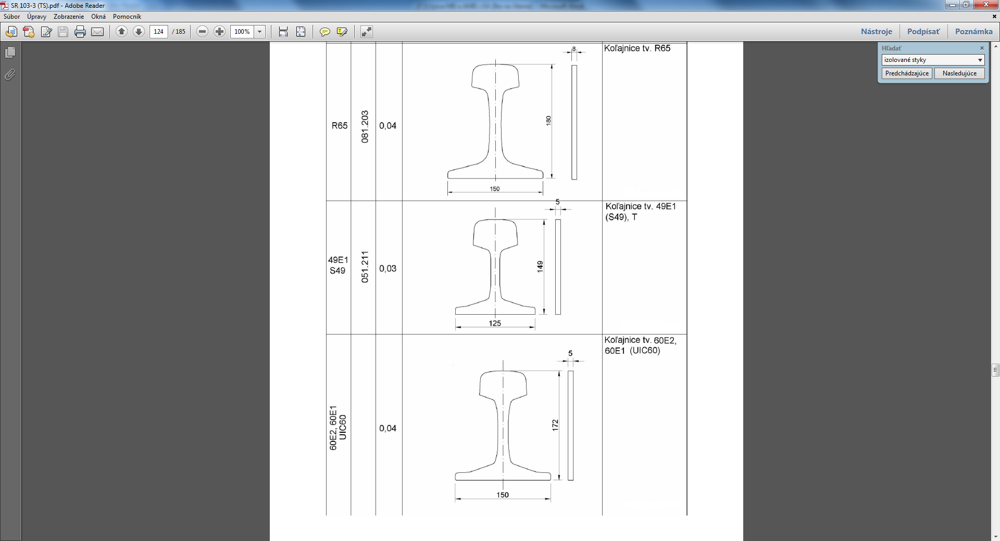 SR 103-3 (TS).pdf - Adobe Reader
Súbor Úpravy Zobrazenie Okná Pomocník
124 / 185 100% Nástroje Podpísať Poznámka
Hľadať
izolované styky
Predchádzajúce Nasledujúce
R65 081.203 0,04
8
180
150
Koľajnice tv. R65
49E1
S49
051.211 0,03
5
149
125
Koľajnice tv. 49E1
(S49), T
60E2, 60E1
UIC60
0,04
5
172
150
Koľajnice tv. 60E2,
60E1 (UIC60)